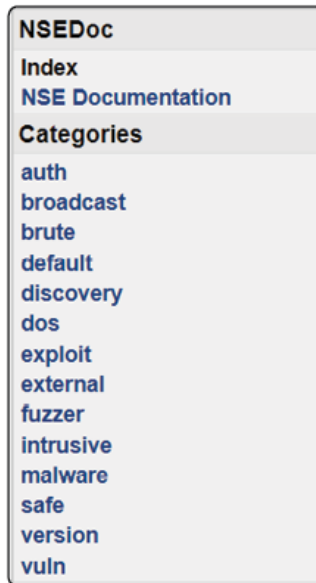 NSEDoc
Index
NSE Documentation
Categories
auth
broadcast
brute
default
discovery
dos
exploit
external
fuzzer
intrusive
malware
safe
version
vuln